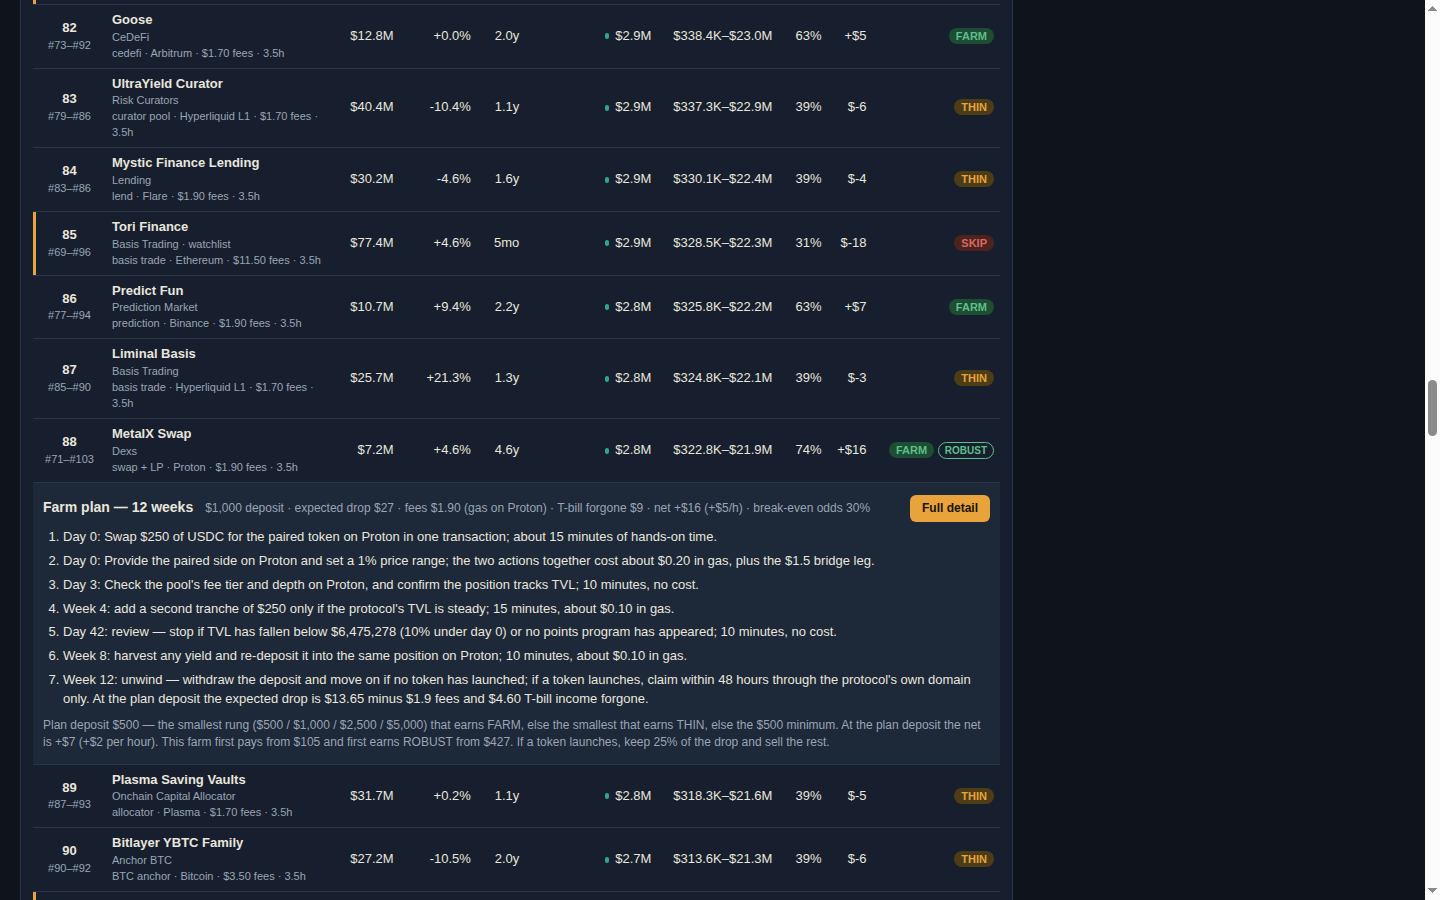 82
#73–#92
Goose
CeDeFi
cedefi · Arbitrum · $1.70 fees · 3.5h
$12.8M +0.0% 2.0y $2.9M $338.4K–$23.0M 63% +$5 FARM
83
#79–#86
UltraYield Curator
Risk Curators
curator pool · Hyperliquid L1 · $1.70 fees ·
3.5h
$40.4M -10.4% 1.1y $2.9M $337.3K–$22.9M 39% $-6 THIN
84
#83–#86
Mystic Finance Lending
Lending
lend · Flare · $1.90 fees · 3.5h
$30.2M -4.6% 1.6y $2.9M $330.1K–$22.4M 39% $-4 THIN
85
#69–#96
Tori Finance
Basis Trading · watchlist
basis trade · Ethereum · $11.50 fees · 3.5h
$77.4M +4.6% 5mo $2.9M $328.5K–$22.3M 31% $-18 SKIP
86
#77–#94
Predict Fun
Prediction Market
prediction · Binance · $1.90 fees · 3.5h
$10.7M +9.4% 2.2y $2.8M $325.8K–$22.2M 63% +$7 FARM
87
#85–#90
Liminal Basis
Basis Trading
basis trade · Hyperliquid L1 · $1.70 fees ·
3.5h
$25.7M +21.3% 1.3y $2.8M $324.8K–$22.1M 39% $-3 THIN
88
#71–#103
MetalX Swap
Dexs
swap + LP · Proton · $1.90 fees · 3.5h
$7.2M +4.6% 4.6y $2.8M $322.8K–$21.9M 74% +$16 FARM ROBUST
Farm plan — 12 weeks $1,000 deposit · expected drop $27 · fees $1.90 (gas on Proton) · T-bill forgone $9 · net +$16 (+$5/h) · break-even odds 30% Full detail
1. Day 0: Swap $250 of USDC for the paired token on Proton in one transaction; about 15 minutes of hands-on time.
2. Day 0: Provide the paired side on Proton and set a 1% price range; the two actions together cost about $0.20 in gas, plus the $1.5 bridge leg.
3. Day 3: Check the pool's fee tier and depth on Proton, and confirm the position tracks TVL; 10 minutes, no cost.
4. Week 4: add a second tranche of $250 only if the protocol's TVL is steady; 15 minutes, about $0.10 in gas.
5. Day 42: review — stop if TVL has fallen below $6,475,278 (10% under day 0) or no points program has appeared; 10 minutes, no cost.
6. Week 8: harvest any yield and re-deposit it into the same position on Proton; 10 minutes, about $0.10 in gas.
7. Week 12: unwind — withdraw the deposit and move on if no token has launched; if a token launches, claim within 48 hours through the protocol's own domain
only. At the plan deposit the expected drop is $13.65 minus $1.9 fees and $4.60 T-bill income forgone.
Plan deposit $500 — the smallest rung ($500 / $1,000 / $2,500 / $5,000) that earns FARM, else the smallest that earns THIN, else the $500 minimum. At the plan deposit the net
is +$7 (+$2 per hour). This farm first pays from $105 and first earns ROBUST from $427. If a token launches, keep 25% of the drop and sell the rest.
89
#87–#93
Plasma Saving Vaults
Onchain Capital Allocator
allocator · Plasma · $1.70 fees · 3.5h
$31.7M +0.2% 1.1y $2.8M $318.3K–$21.6M 39% $-5 THIN
90
#90–#92
Bitlayer YBTC Family
Anchor BTC
BTC anchor · Bitcoin · $3.50 fees · 3.5h
$27.2M -10.5% 2.0y $2.7M $313.6K–$21.3M 39% $-6 THIN